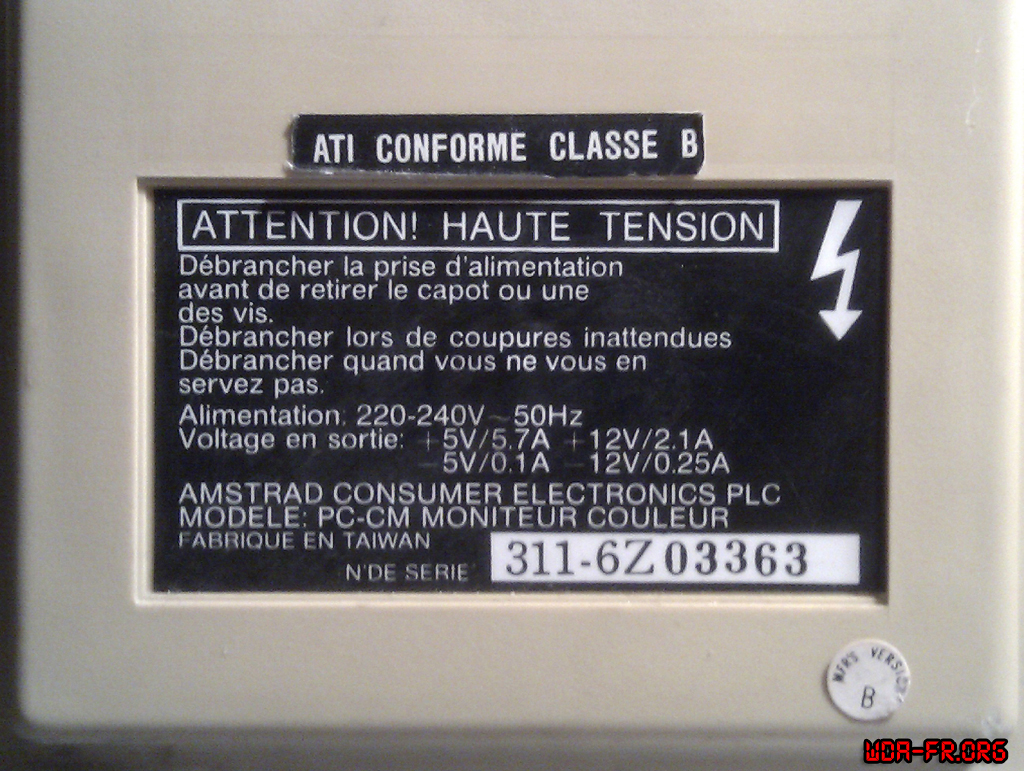 ATI CONFORME CLASSE B
ATTENTION! HAUTE TENSION
Débrancher la prise d'alimentation
avant de retirer le capot ou une
des vis.
Débrancher lors de coupures inattendues
Débrancher quand vous ne vous en
servez pas.
Alimentation: 220-240V ~ 50Hz
Voltage en sortie: +5V/5.7A +12V/2.1A
-5V/0.1A -12V/0.25A
AMSTRAD CONSUMER ELECTRONICS PLC
MODELE: PC-CM MONITEUR COULEUR
FABRIQUE EN TAIWAN
N°DE SERIE 311-6Z03363
MFR'S VERSION
B
WDA-FR.ORG